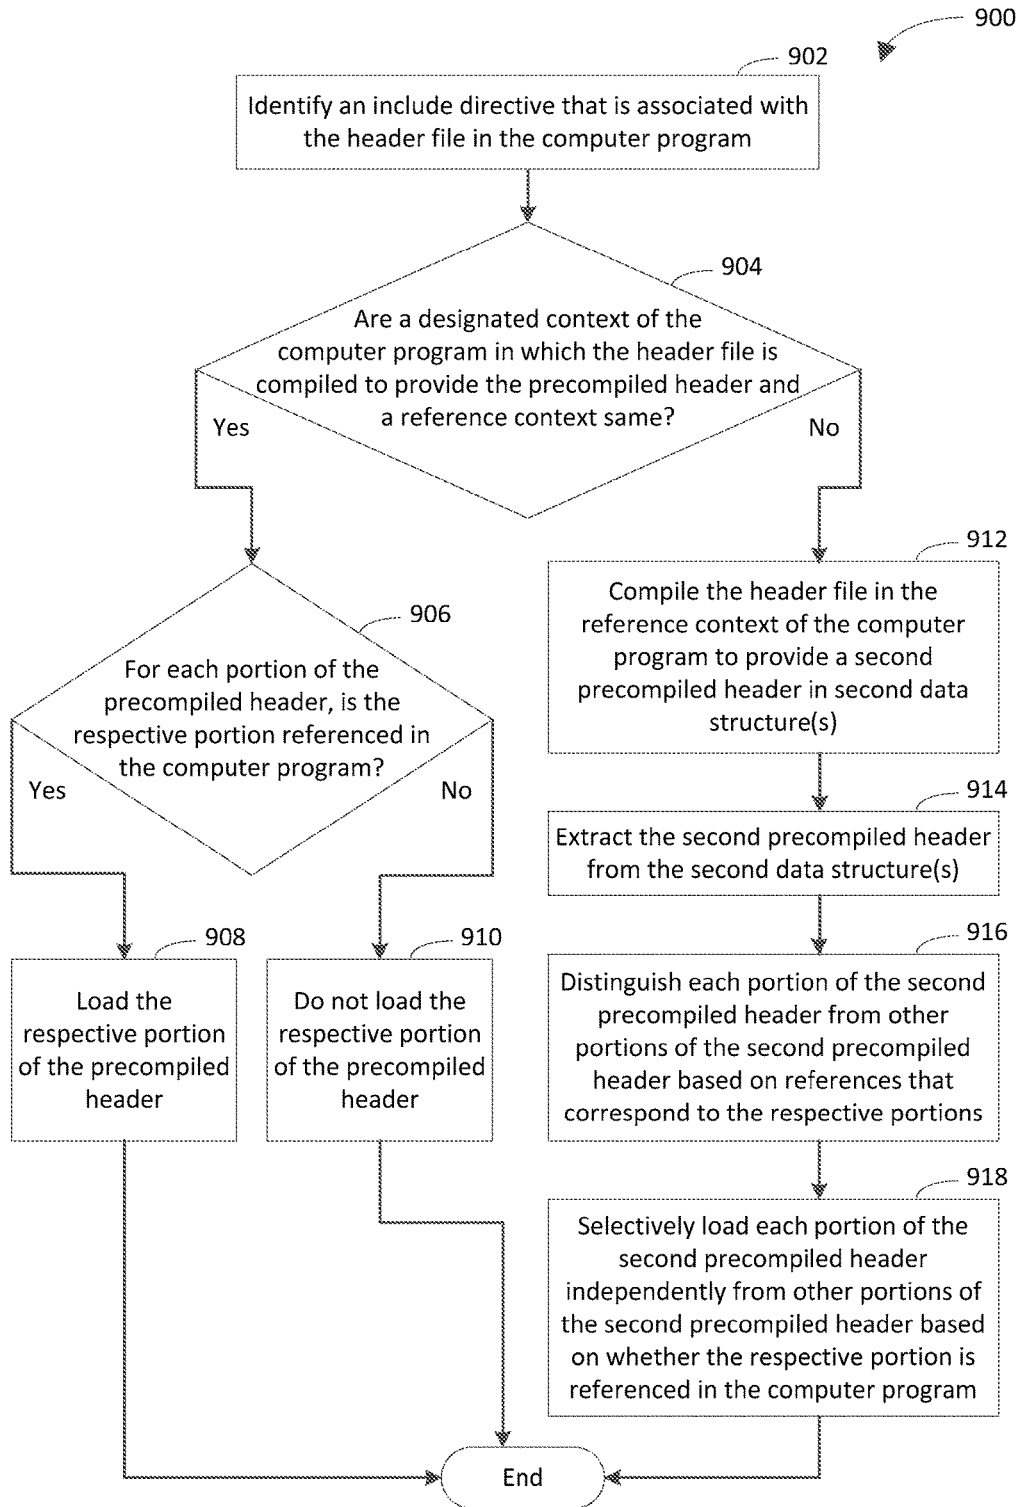 900
902
Identify an include directive that is associated with
the header file in the computer program
904
Are a designated context of the
computer program in which the header file is
compiled to provide the precompiled header and
a reference context same?
Yes
No
906
For each portion of the
precompiled header, is the
respective portion referenced in
the computer program?
Yes
No
908
Load the
respective portion
of the precompiled
header
910
Do not load the
respective portion
of the precompiled
header
912
Compile the header file in the
reference context of the computer
program to provide a second
precompiled header in second data
structure(s)
914
Extract the second precompiled header
from the second data structure(s)
916
Distinguish each portion of the second
precompiled header from other
portions of the second precompiled
header based on references that
correspond to the respective portions
918
Selectively load each portion of the
second precompiled header
independently from other portions of
the second precompiled header based
on whether the respective portion is
referenced in the computer program
End